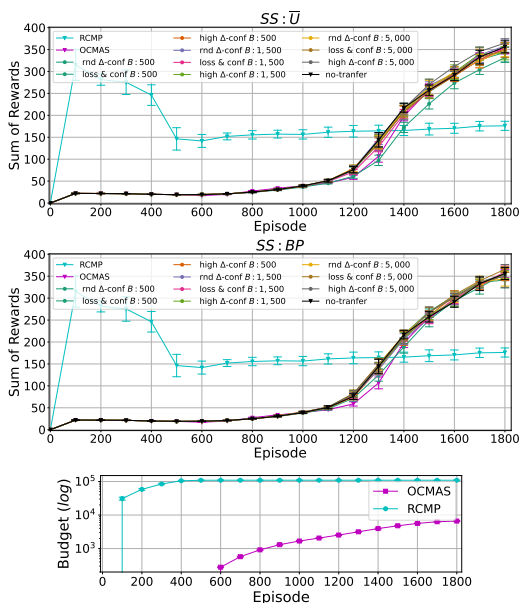 SS : U̅
Sum of Rewards
400
350
300
250
200
150
100
50
0
RCMP
OCMAS
rnd Δ-conf B : 500
loss & conf B : 500
high Δ-conf B : 500
rnd Δ-conf B : 1, 500
loss & conf B : 1, 500
high Δ-conf B : 1, 500
rnd Δ-conf B : 5, 000
loss & conf B : 5, 000
high Δ-conf B : 5, 000
no-tranfer
0 200 400 600 800 1000 1200 1400 1600 1800
Episode
SS : BP
Sum of Rewards
400
350
300
250
200
150
100
50
0
RCMP
OCMAS
rnd Δ-conf B : 500
loss & conf B : 500
high Δ-conf B : 500
rnd Δ-conf B : 1, 500
loss & conf B : 1, 500
high Δ-conf B : 1, 500
rnd Δ-conf B : 5, 000
loss & conf B : 5, 000
high Δ-conf B : 5, 000
no-tranfer
0 200 400 600 800 1000 1200 1400 1600 1800
Episode
Budget (log)
10⁵
10⁴
10³
OCMAS
RCMP
0 200 400 600 800 1000 1200 1400 1600 1800
Episode